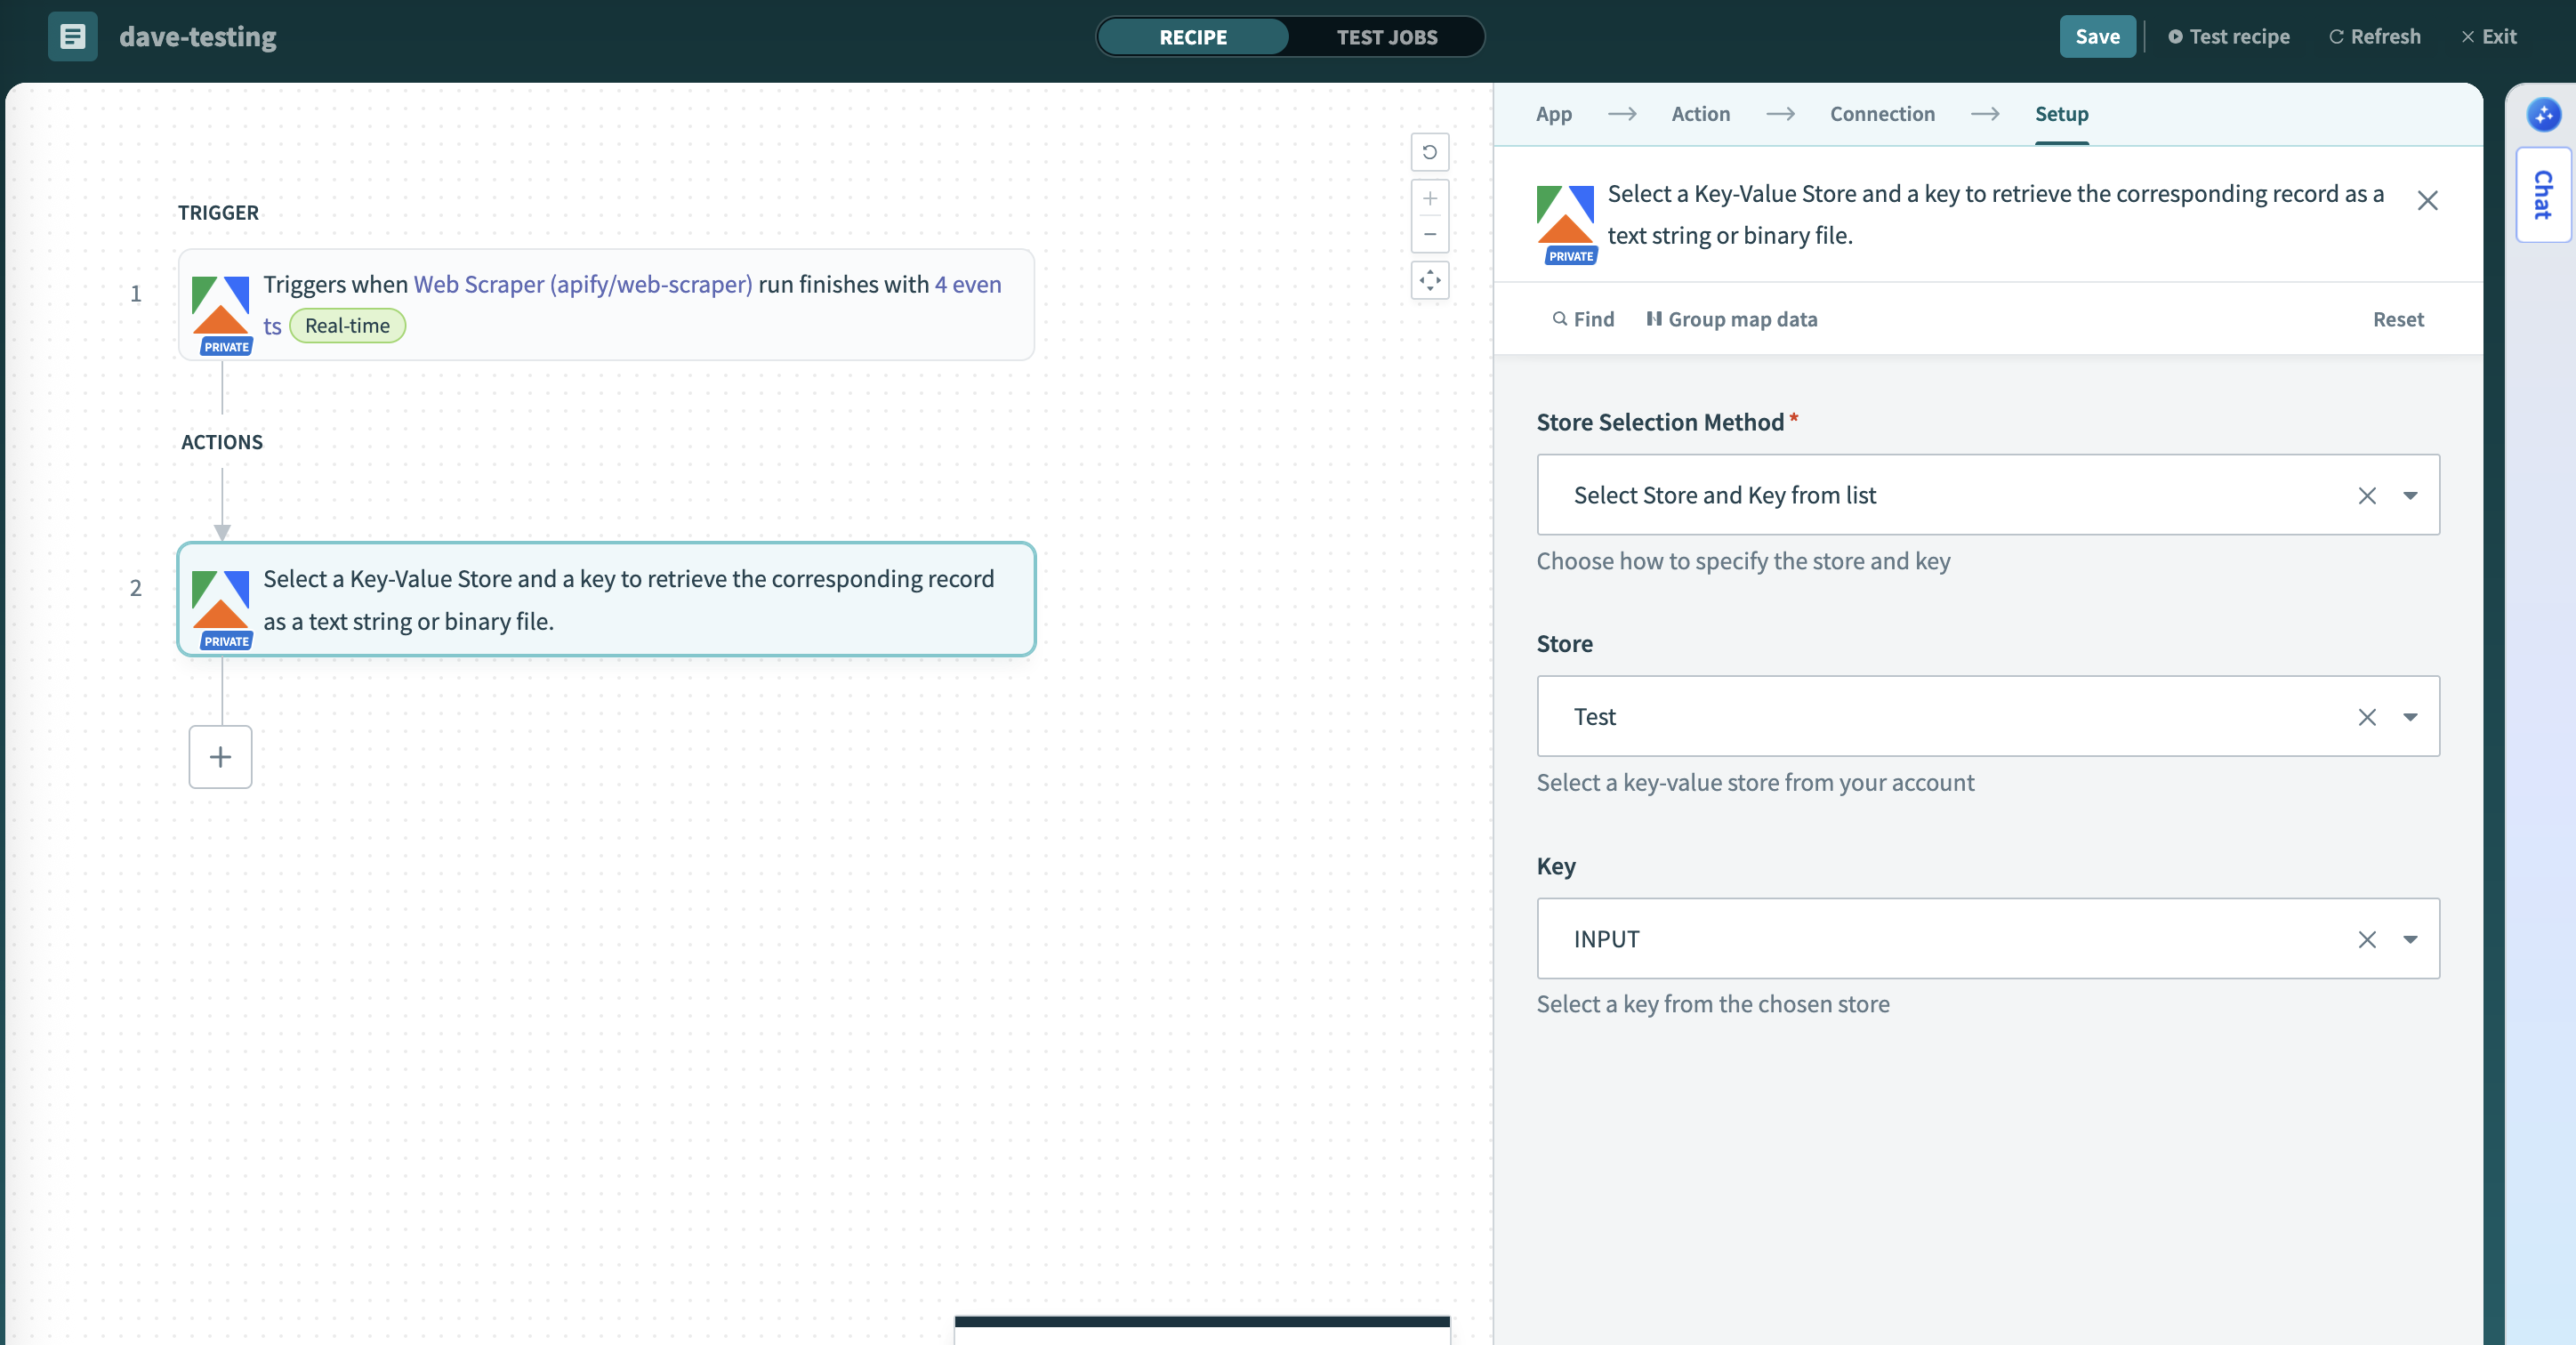 dave-testing
RECIPE
TEST JOBS
Save
Test recipe
Refresh
Exit
TRIGGER
1
Triggers when Web Scraper (apify/web-scraper) run finishes with 4 even
ts Real-time
PRIVATE
ACTIONS
2
Select a Key-Value Store and a key to retrieve the corresponding record
as a text string or binary file.
PRIVATE
App
Action
Connection
Setup
Select a Key-Value Store and a key to retrieve the corresponding record as a
text string or binary file.
PRIVATE
Find
Group map data
Reset
Store Selection Method *
Select Store and Key from list
Choose how to specify the store and key
Store
Test
Select a key-value store from your account
Key
INPUT
Select a key from the chosen store
Chat